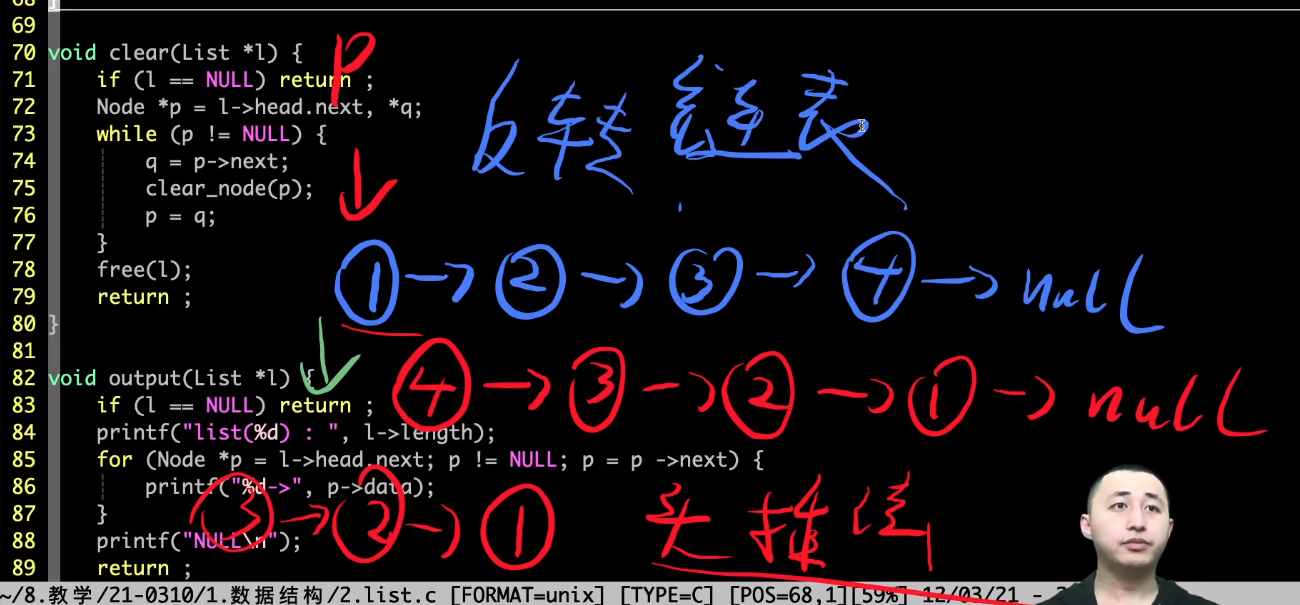 68 }
69
70 void clear(List *l) {
71 if (l == NULL) return ;
72 Node *p = l->head.next, *q;
73 while (p != NULL) {
74 q = p->next;
75 clear_node(p);
76 p = q;
77 }
78 free(l);
79 return ;
80 }
81
82 void output(List *l) {
83 if (l == NULL) return ;
84 printf("list(%d) : ", l->length);
85 for (Node *p = l->head.next; p != NULL; p = p ->next) {
86 printf("%d->", p->data);
87 }
88 printf("NULL\n");
89 return ;
p
反转链表
① -> ② -> ③ -> ④ -> null
④ -> ③ -> ② -> ① -> null
③ -> ② -> ①
头插法
~/8.教学/21-0310/1.数据结构/2.list.c [FORMAT=unix] [TYPE=C] [POS=68,1][59%] 12/03/21 -